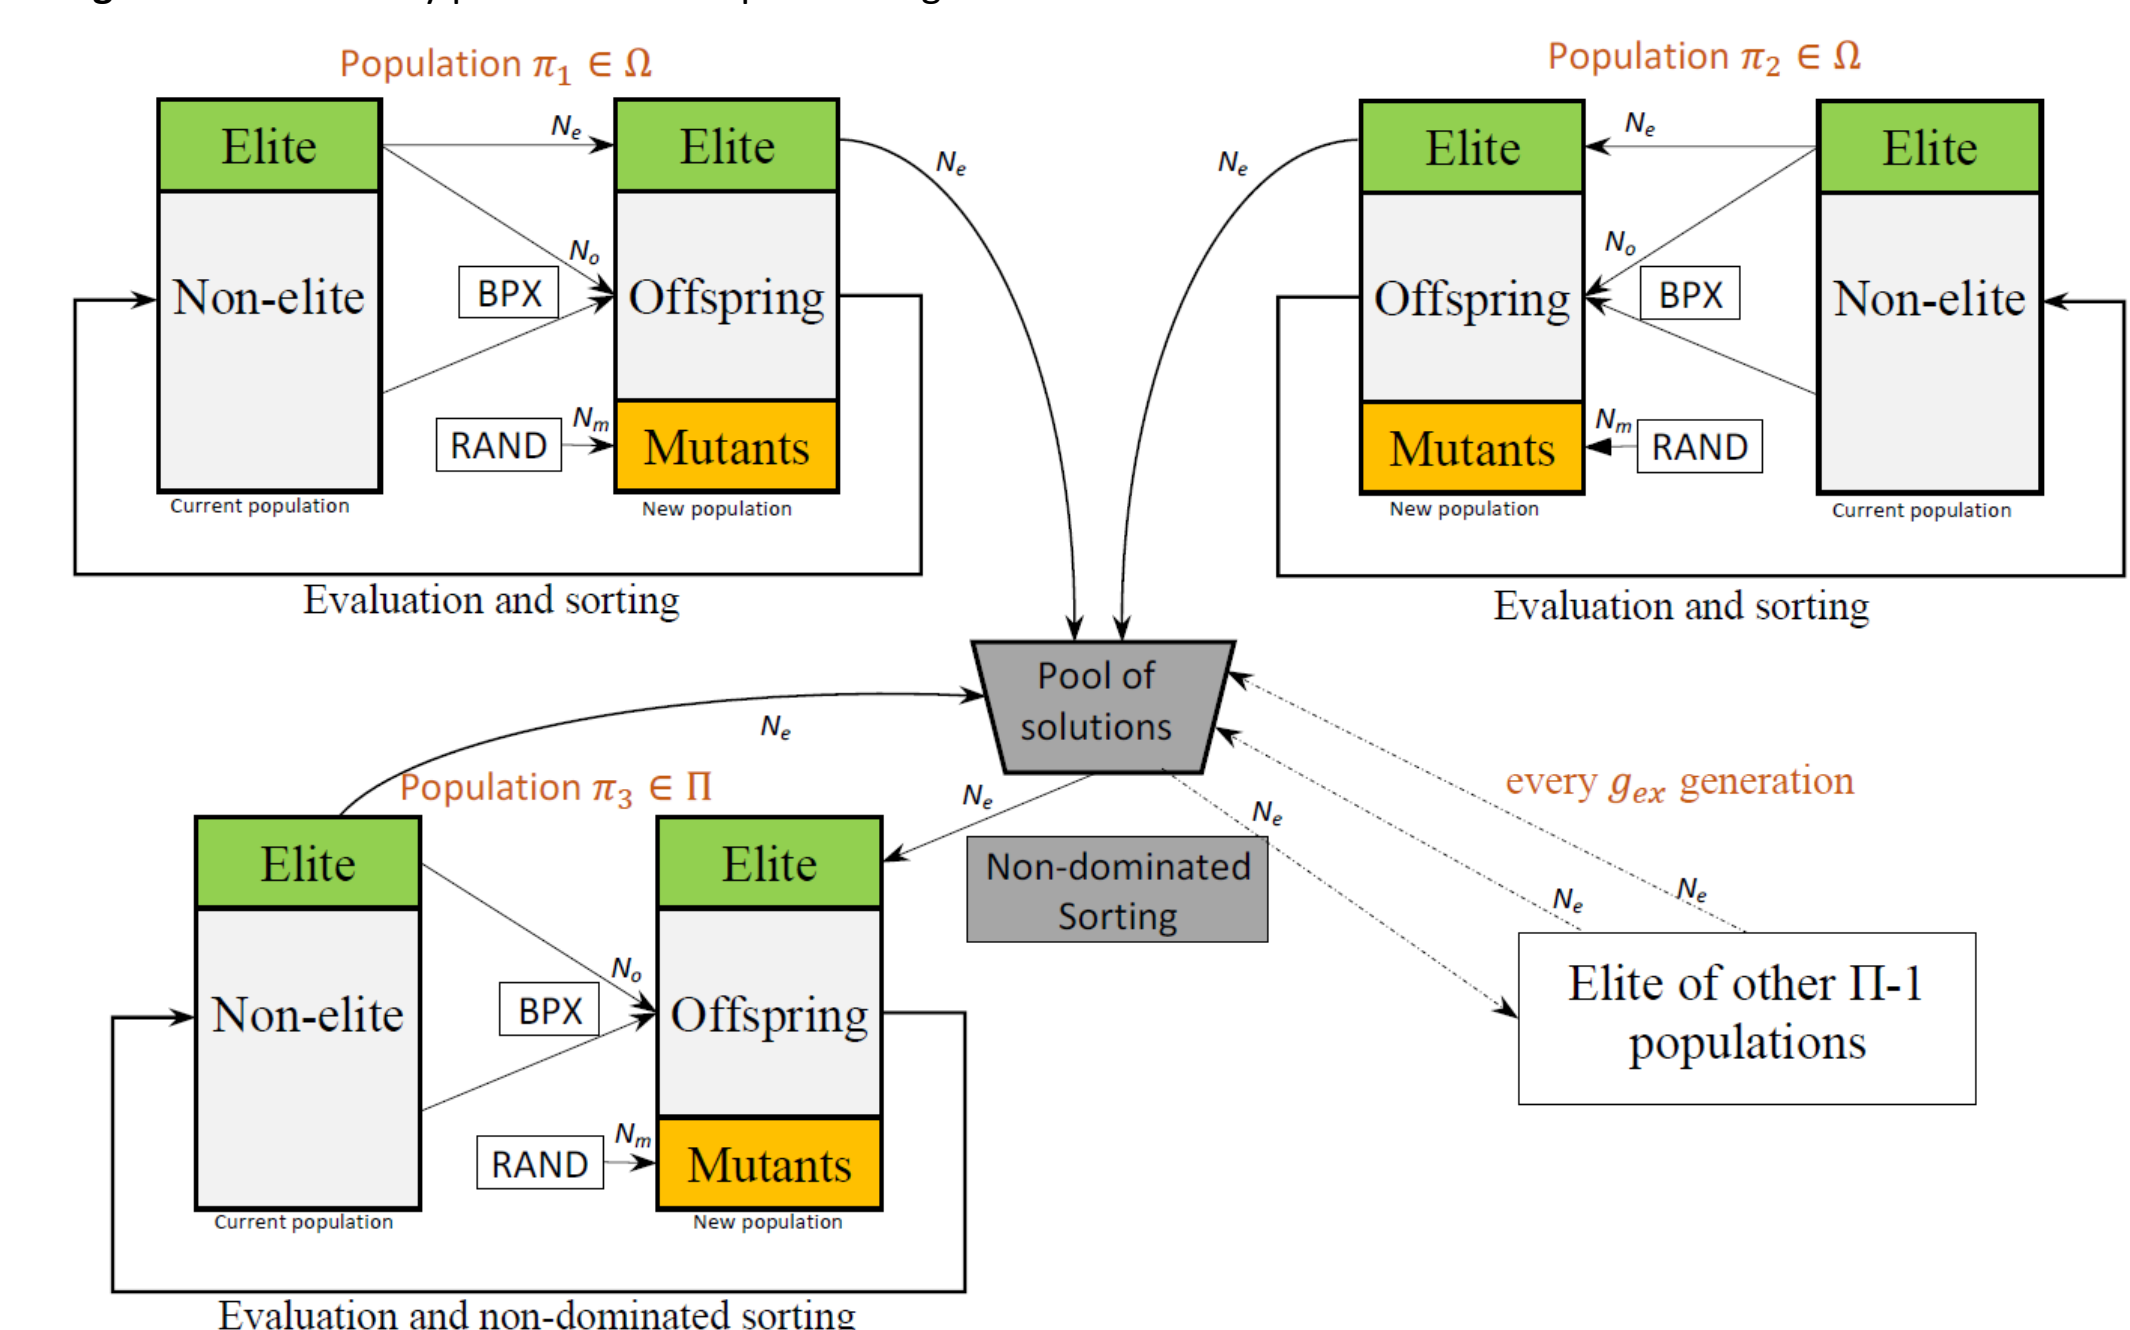 Population π₁ ∈ Ω
Elite
Non-elite
Current population
Nₑ
Nₒ
BPX
Nₘ
RAND
Elite
Offspring
Mutants
New population
Evaluation and sorting
Nₑ
Population π₂ ∈ Ω
Nₑ
Elite
Offspring
Mutants
New population
Nₑ
Nₒ
BPX
Nₘ
RAND
Elite
Non-elite
Current population
Evaluation and sorting
Pool of
solutions
Nₑ
Population π₃ ∈ Π
Elite
Non-elite
Current population
Nₒ
BPX
Nₘ
RAND
Elite
Offspring
Mutants
New population
Evaluation and non-dominated sorting
Nₑ
Non-dominated
Sorting
Nₑ
every gₑₓ generation
Nₑ
Nₑ
Elite of other Π-1
populations